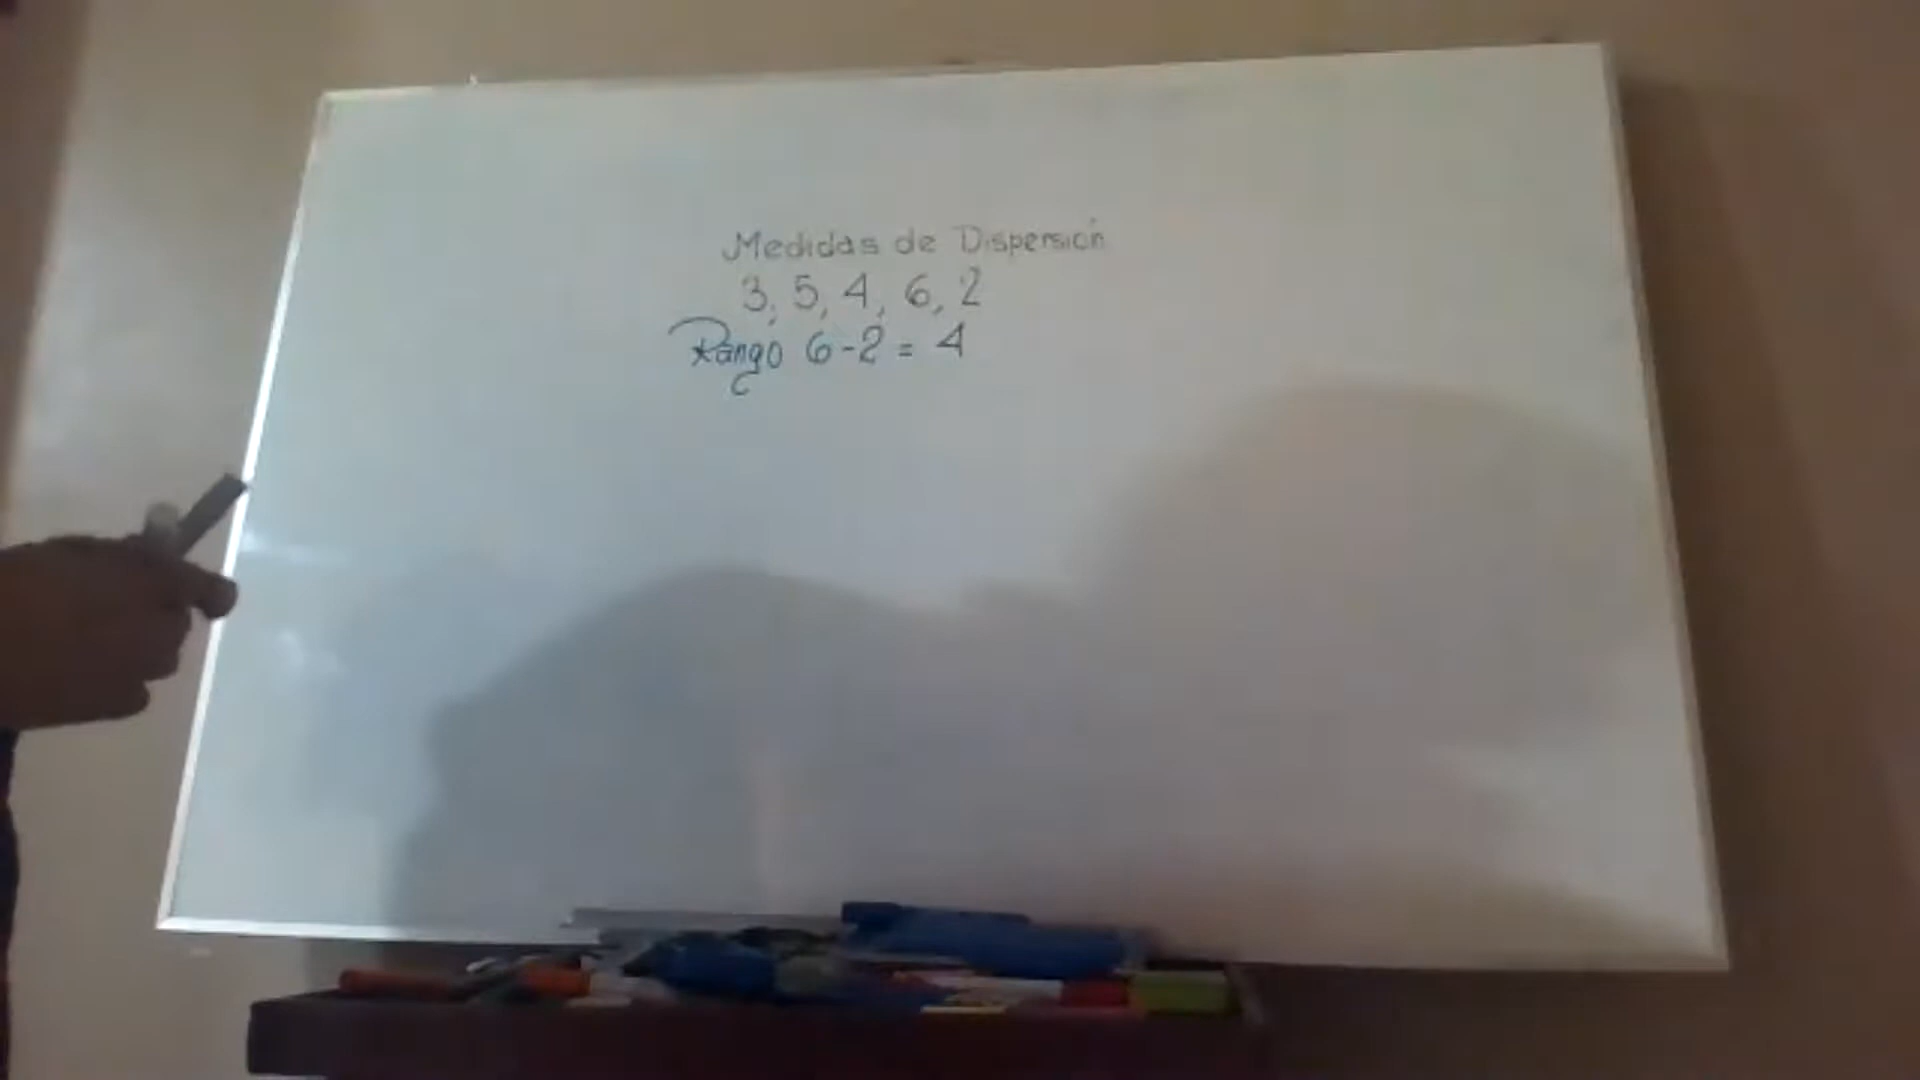 Medidas de Dispersión
3, 5, 4, 6, 2
Rango 6-2 = 4